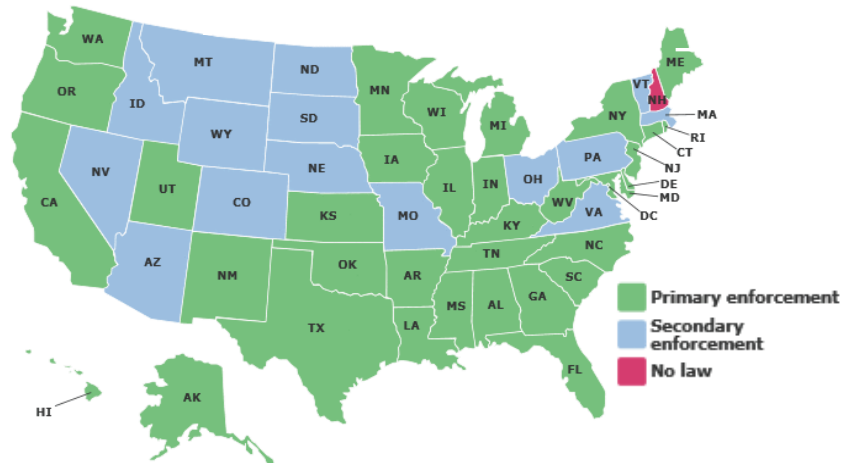 WA
MT
ND
MN
ME
VT
NH
OR
ID
SD
WI
MI
NY
MA
WY
RI
CT
NV
NE
IA
PA
NJ
UT
CO
IL
IN
OH
DE
MD
DC
CA
KS
MO
WV
VA
KY
AZ
NM
OK
AR
TN
NC
SC
TX
LA
MS
AL
GA
FL
HI
AK
Primary enforcement
Secondary
enforcement
No law